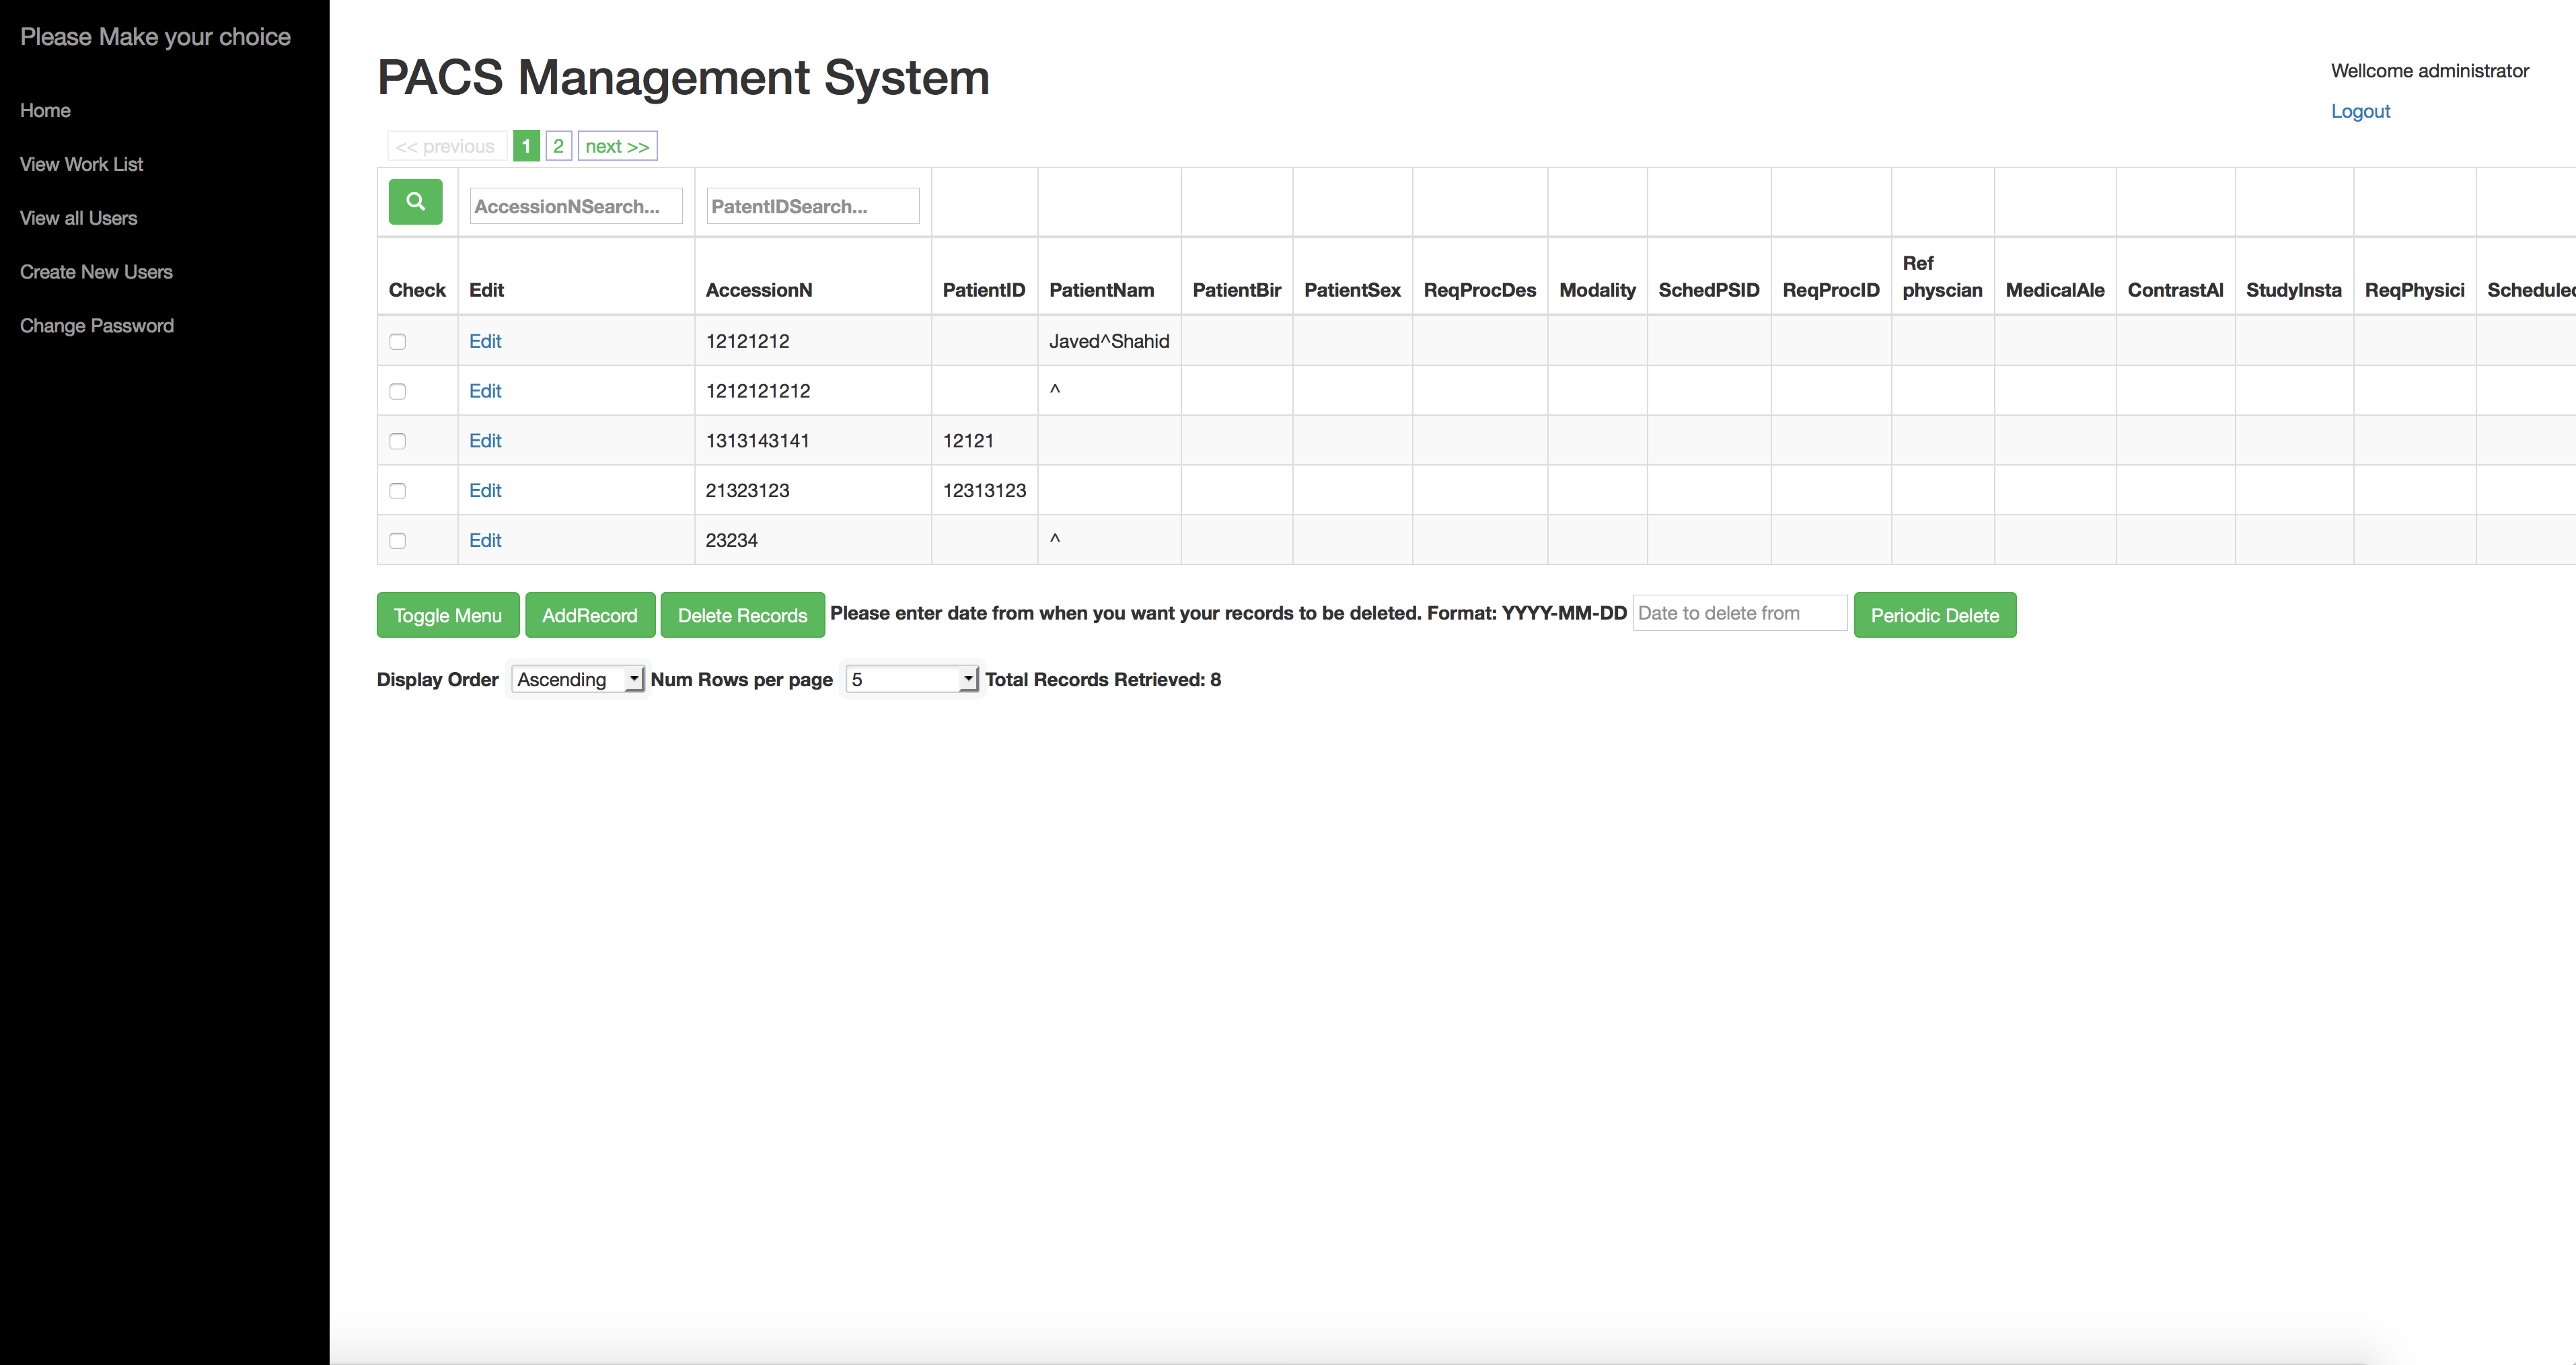 Please Make your choice
Home
View Work List
View all Users
Create New Users
Change Password
PACS Management System
Wellcome administrator
Logout
<< previous 1 2 next >>
AccessionNSearch... PatentIDSearch...
Check Edit AccessionN PatientID PatientNam PatientBir PatientSex ReqProcDes Modality SchedPSID ReqProcID Ref physcian MedicalAle ContrastAl StudyInsta ReqPhysici Scheduled
Edit 12121212 Javed^Shahid
Edit 1212121212 ^
Edit 1313143141 12121
Edit 21323123 12313123
Edit 23234 ^
Toggle Menu AddRecord Delete Records Please enter date from when you want your records to be deleted. Format: YYYY-MM-DD Date to delete from Periodic Delete
Display Order Ascending Num Rows per page 5 Total Records Retrieved: 8